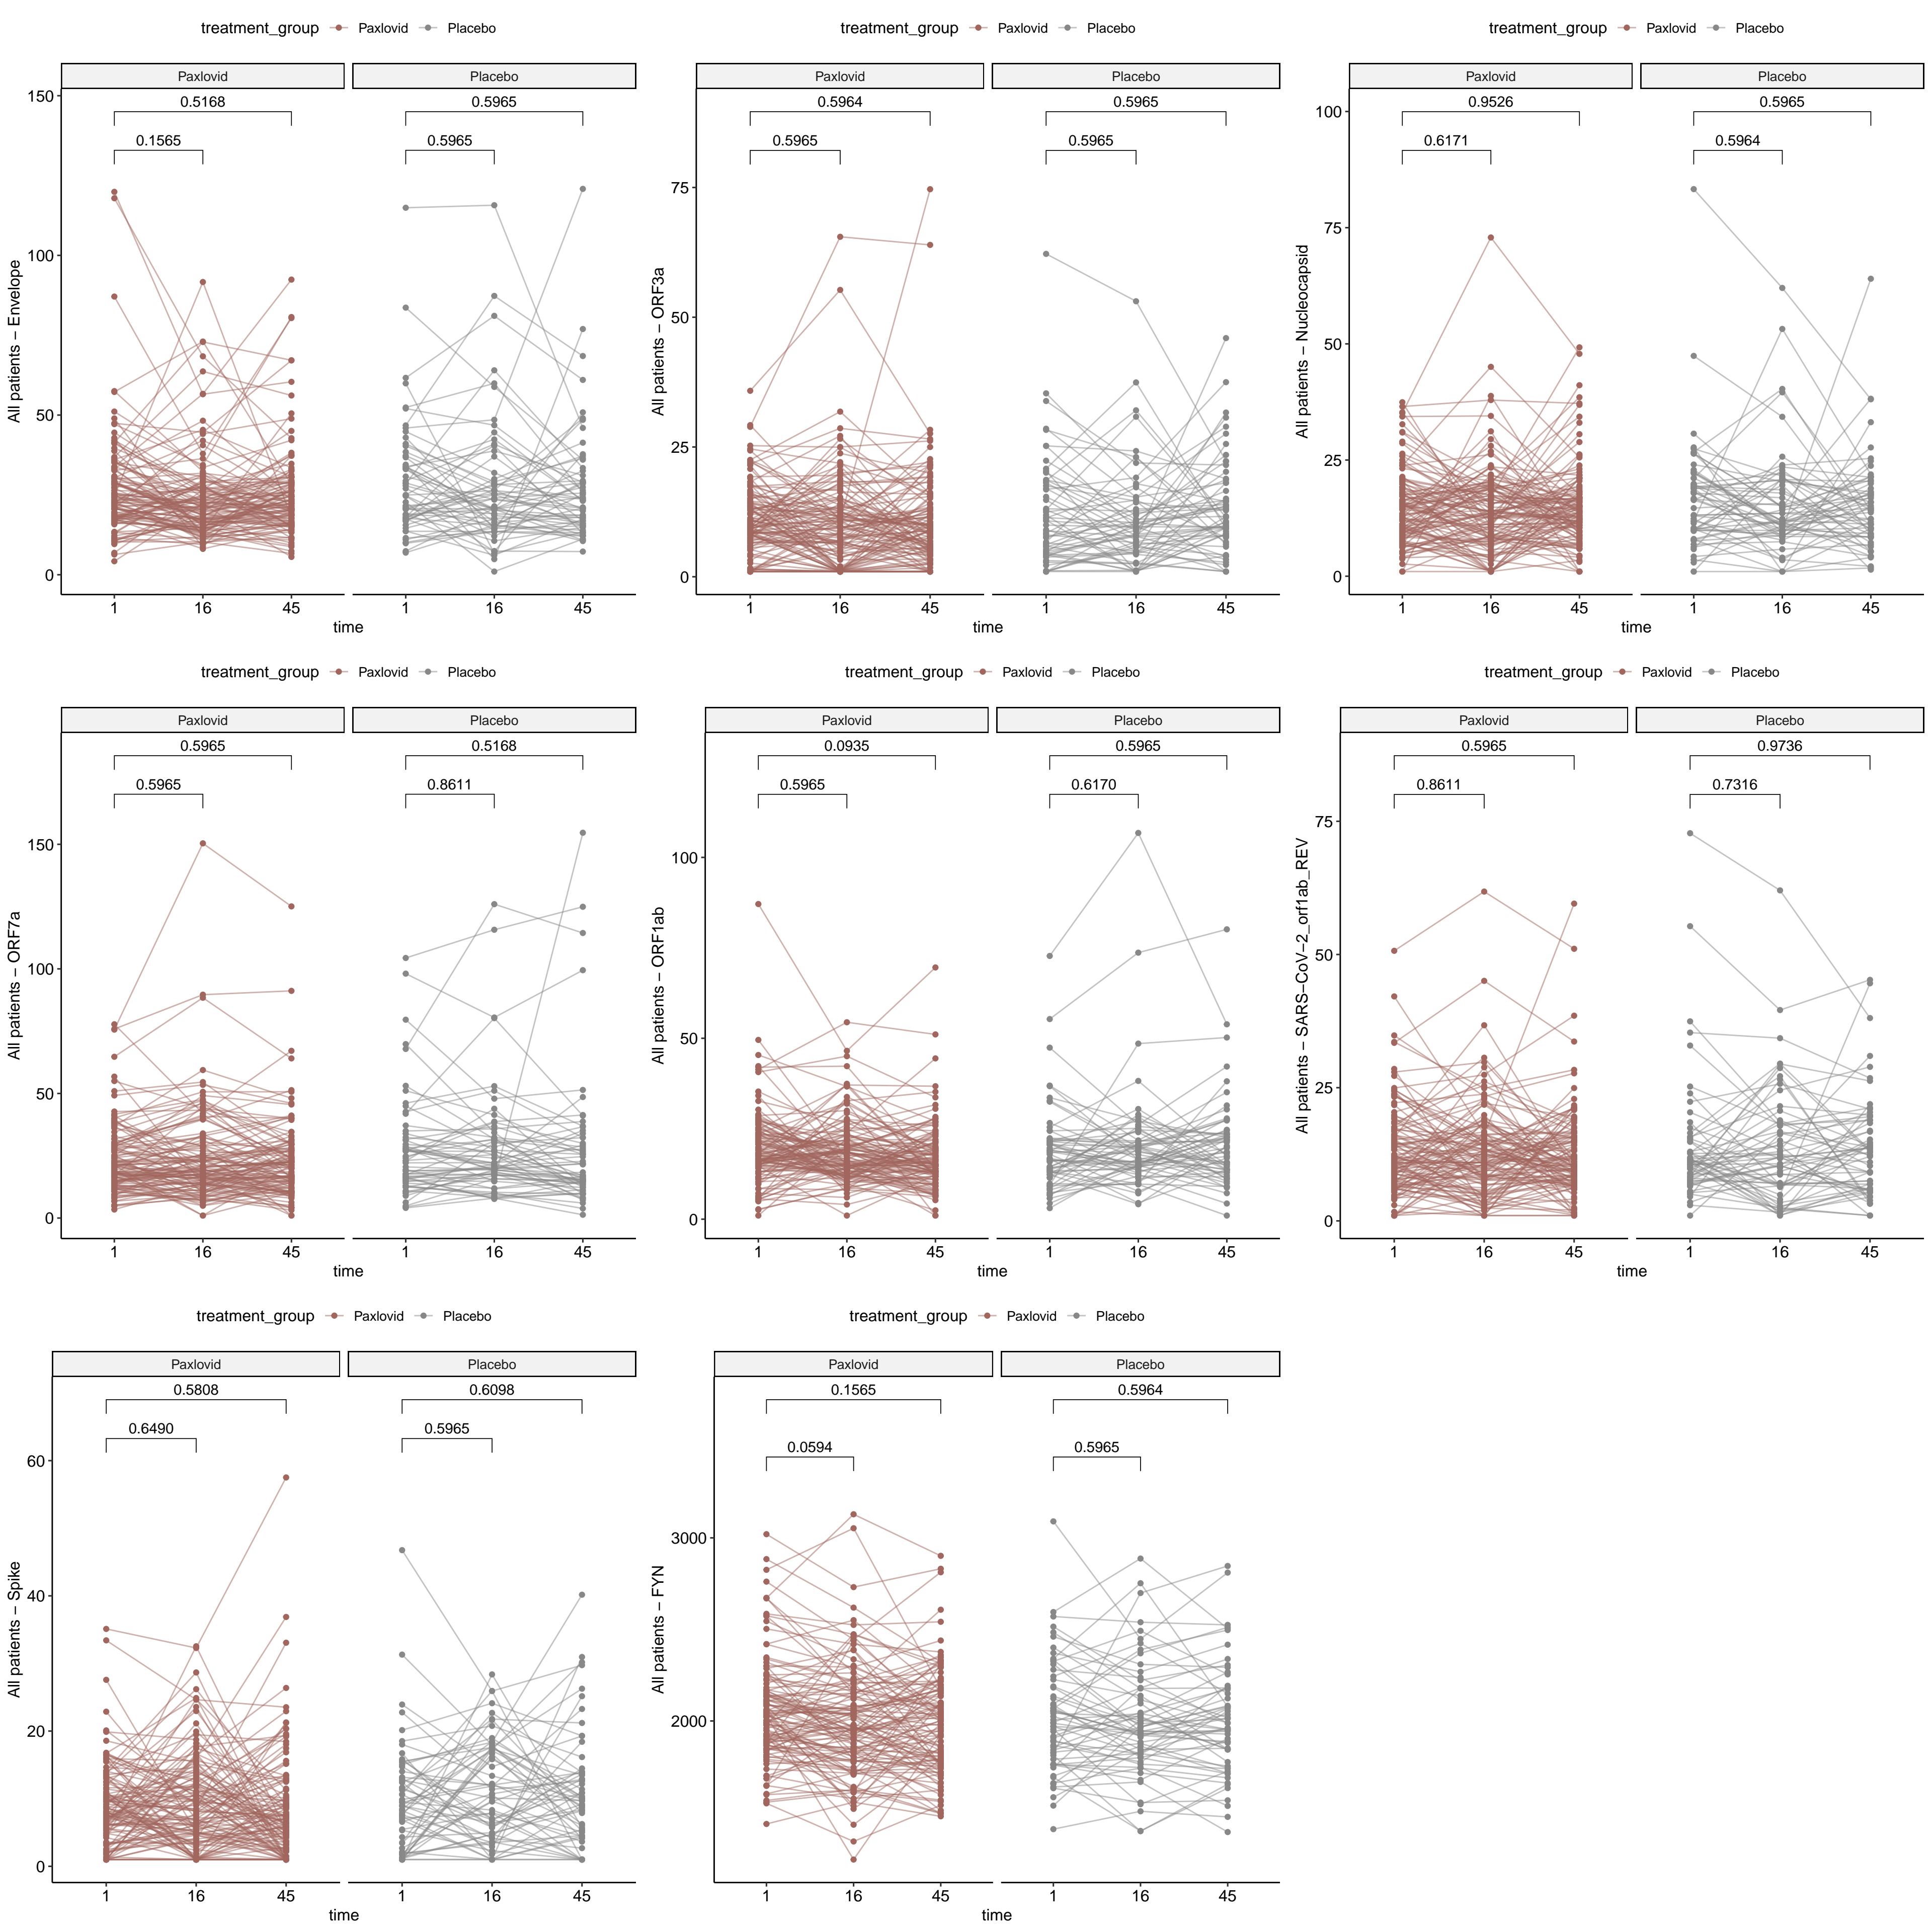 treatment_group Paxlovid Placebo
Paxlovid Placebo
0.5168 0.5965
0.1565 0.5965
150
100
50
0
All patients – Envelope
1 16 45 1 16 45
time
treatment_group Paxlovid Placebo
Paxlovid Placebo
0.5964 0.5965
0.5965 0.5965
75
50
25
0
All patients – ORF3a
1 16 45 1 16 45
time
treatment_group Paxlovid Placebo
Paxlovid Placebo
0.9526 0.5965
0.6171 0.5964
100
75
50
25
0
All patients – Nucleocapsid
1 16 45 1 16 45
time
treatment_group Paxlovid Placebo
Paxlovid Placebo
0.5965 0.5168
0.5965 0.8611
150
100
50
0
All patients – ORF7a
1 16 45 1 16 45
time
treatment_group Paxlovid Placebo
Paxlovid Placebo
0.0935 0.5965
0.5965 0.6170
100
50
0
All patients – ORF1ab
1 16 45 1 16 45
time
treatment_group Paxlovid Placebo
Paxlovid Placebo
0.5965 0.9736
0.8611 0.7316
75
50
25
0
All patients – SARS–CoV–2_orf1ab_REV
1 16 45 1 16 45
time
treatment_group Paxlovid Placebo
Paxlovid Placebo
0.5808 0.6098
0.6490 0.5965
60
40
20
0
All patients – Spike
1 16 45 1 16 45
time
treatment_group Paxlovid Placebo
Paxlovid Placebo
0.1565 0.5964
0.0594 0.5965
3000
2000
All patients – FYN
1 16 45 1 16 45
time